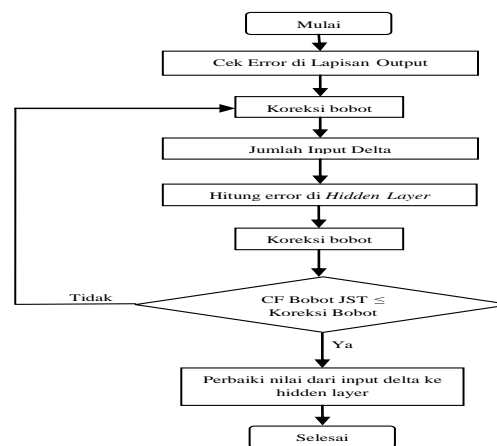 Mulai
Cek Error di Lapisan Output
Koreksi bobot
Jumlah Input Delta
Hitung error di Hidden Layer
Koreksi bobot
CF Bobot JST ≤
Koreksi Bobot
Tidak
Ya
Perbaiki nilai dari input delta ke
hidden layer
Selesai